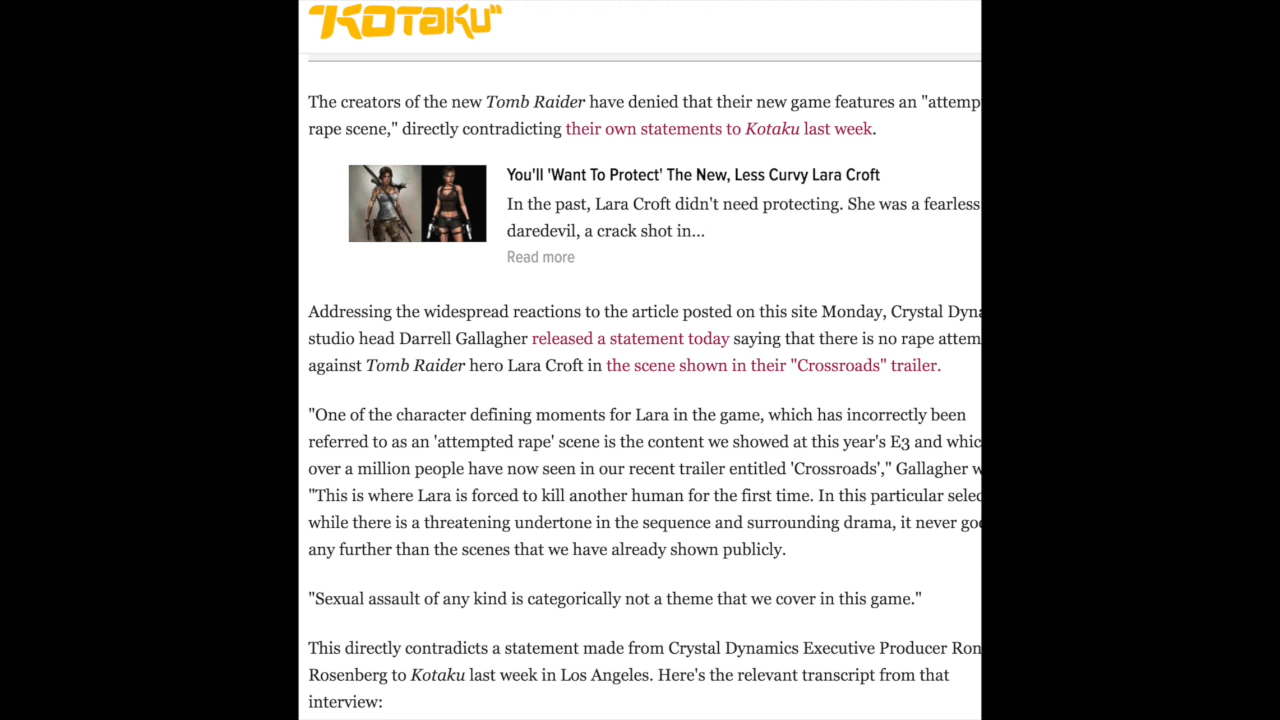 Kotaku
The creators of the new Tomb Raider have denied that their new game features an "attemp
rape scene," directly contradicting their own statements to Kotaku last week.
You'll 'Want To Protect' The New, Less Curvy Lara Croft
In the past, Lara Croft didn't need protecting. She was a fearless
daredevil, a crack shot in...
Read more
Addressing the widespread reactions to the article posted on this site Monday, Crystal Dyna
studio head Darrell Gallagher released a statement today saying that there is no rape attem
against Tomb Raider hero Lara Croft in the scene shown in their "Crossroads" trailer.
"One of the character defining moments for Lara in the game, which has incorrectly been
referred to as an 'attempted rape' scene is the content we showed at this year's E3 and whic
over a million people have now seen in our recent trailer entitled 'Crossroads'," Gallagher w
"This is where Lara is forced to kill another human for the first time. In this particular selec
while there is a threatening undertone in the sequence and surrounding drama, it never goe
any further than the scenes that we have already shown publicly.
"Sexual assault of any kind is categorically not a theme that we cover in this game."
This directly contradicts a statement made from Crystal Dynamics Executive Producer Ron
Rosenberg to Kotaku last week in Los Angeles. Here's the relevant transcript from that
interview: